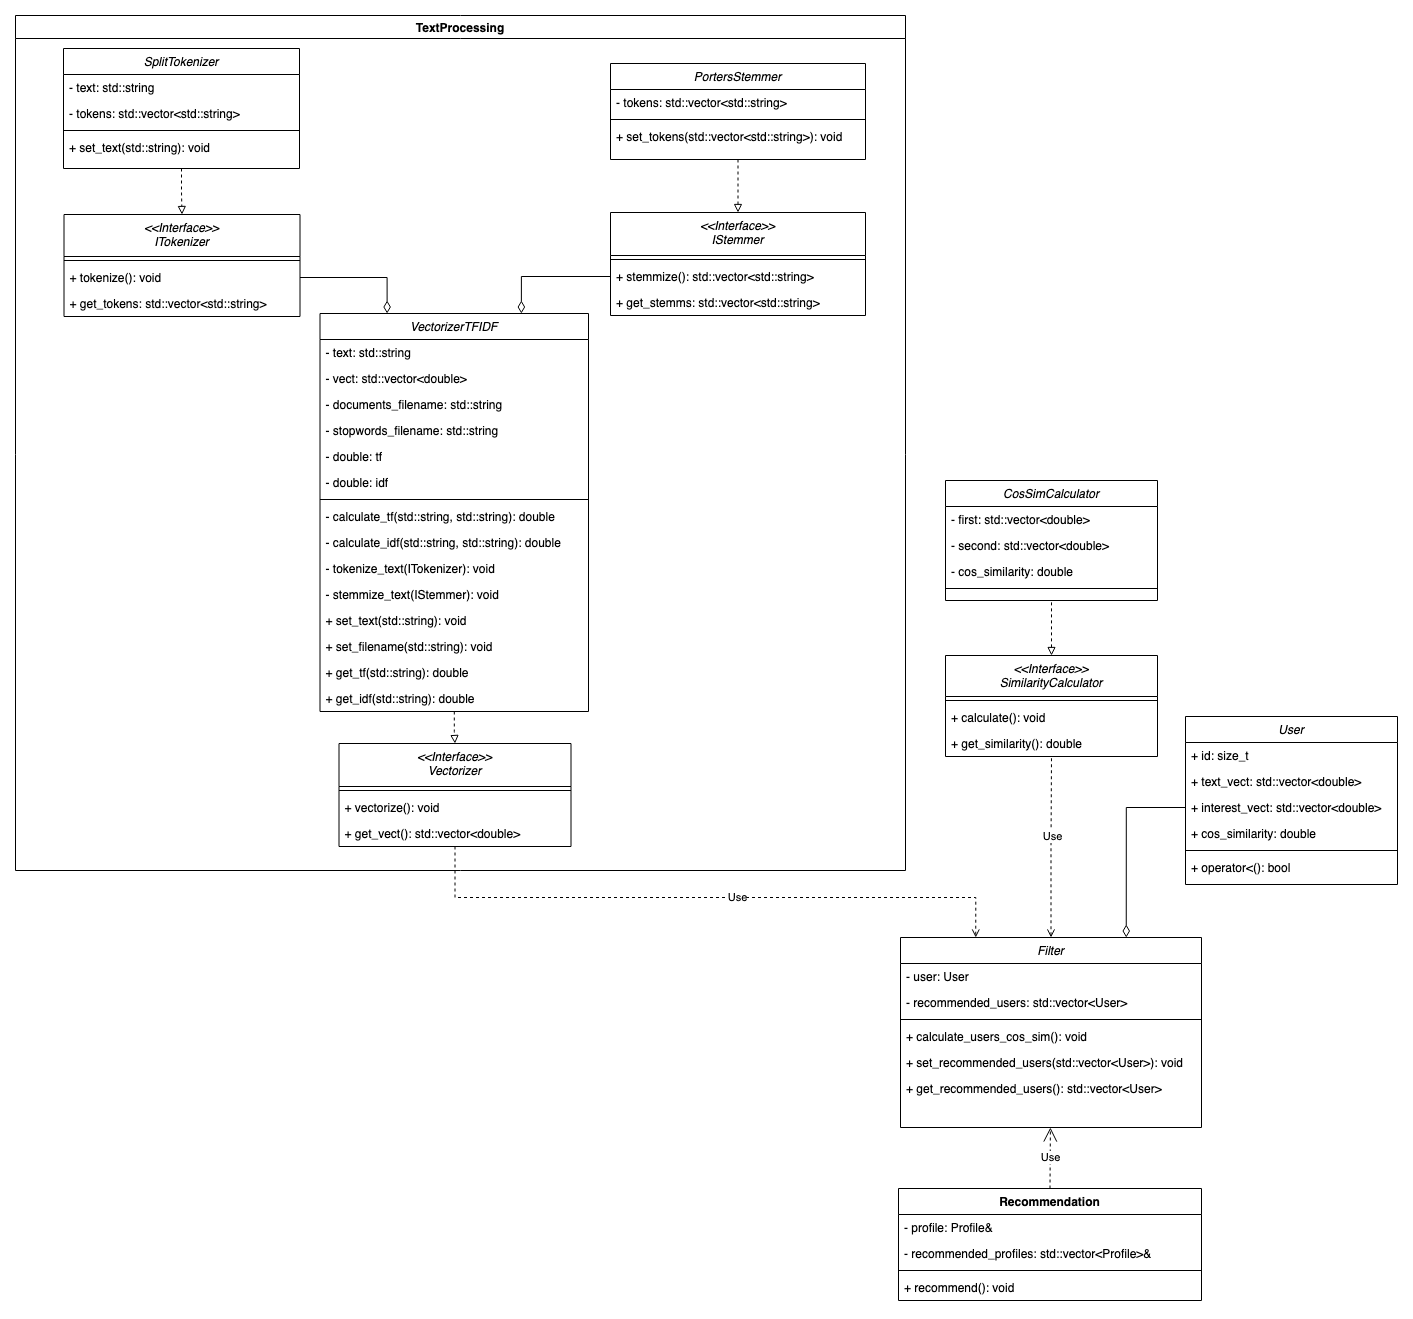 TextProcessing
SplitTokenizer
- text: std::string
- tokens: std::vector<std::string>
+ set_text(std::string): void
PortersStemmer
- tokens: std::vector<std::string>
+ set_tokens(std::vector<std::string>): void
<<Interface>>
ITokenizer
+ tokenize(): void
+ get_tokens: std::vector<std::string>
<<Interface>>
IStemmer
+ stemmize(): std::vector<std::string>
+ get_stemms: std::vector<std::string>
VectorizerTFIDF
- text: std::string
- vect: std::vector<double>
- documents_filename: std::string
- stopwords_filename: std::string
- double: tf
- double: idf
- calculate_tf(std::string, std::string): double
- calculate_idf(std::string, std::string): double
- tokenize_text(ITokenizer): void
- stemmize_text(IStemmer): void
+ set_text(std::string): void
+ set_filename(std::string): void
+ get_tf(std::string): double
+ get_idf(std::string): double
<<Interface>>
Vectorizer
+ vectorize(): void
+ get_vect(): std::vector<double>
CosSimCalculator
- first: std::vector<double>
- second: std::vector<double>
- cos_similarity: double
<<Interface>>
SimilarityCalculator
+ calculate(): void
+ get_similarity(): double
User
+ id: size_t
+ text_vect: std::vector<double>
+ interest_vect: std::vector<double>
+ cos_similarity: double
+ operator<(): bool
Use
Use
Filter
- user: User
- recommended_users: std::vector<User>
+ calculate_users_cos_sim(): void
+ set_recommended_users(std::vector<User>): void
+ get_recommended_users(): std::vector<User>
Use
Recommendation
- profile: Profile&
- recommended_profiles: std::vector<Profile>&
+ recommend(): void